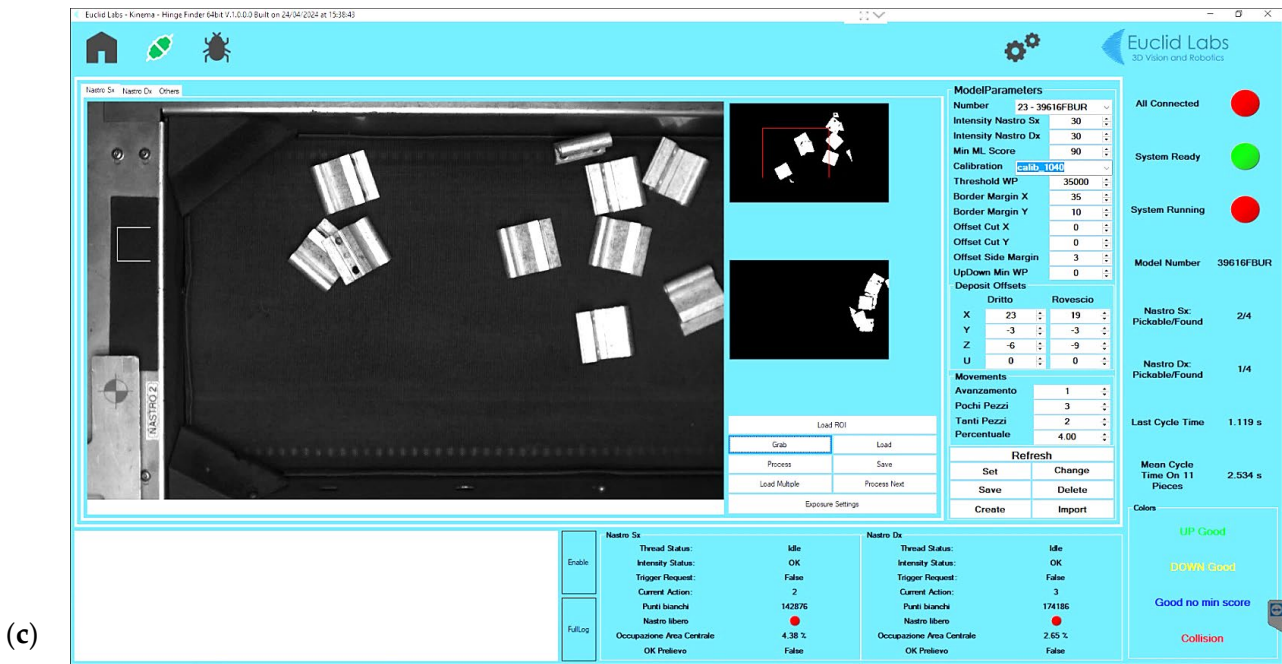 Euclid Labs - Kinema - Hinge Finder 64bit V.1.0.0.0 Built on 24/04/2024 at 15:38:43
Euclid Labs
3D Vision and Robotics
Nastro Sx Nastro Dx Others
NASTRO 2
Load ROI
Grab Load
Process Save
Load Multiple Process Next
Exposure Settings
ModelParameters
Number 23 - 39616FBUR
Intensity Nastro Sx 30
Intensity Nastro Dx 30
Min ML Score 90
Calibration calib_1040
Threshold WP 35000
Border Margin X 35
Border Margin Y 10
Offset Cut X 0
Offset Cut Y 0
Offset Side Margin 3
UpDown Min WP 0
Deposit Offsets
Dritto Rovescio
X 23 19
Y -3 -3
Z -6 -9
U 0 0
Movements
Avanzamento 1
Pochi Pezzi 3
Tanti Pezzi 2
Percentuale 4.00
Refresh
Set Change
Save Delete
Create Import
All Connected
System Ready
System Running
Model Number 39616FBUR
Nastro Sx:
Pickable/Found 2/4
Nastro Dx:
Pickable/Found 1/4
Last Cycle Time 1.119 s
Mean Cycle
Time On 11 2.534 s
Pieces
Colors
UP Good
DOWN Good
Good no min score
Collision
Enable
FullLog
Nastro Sx
Thread Status: Idle
Intensity Status: OK
Trigger Request: False
Current Action: 2
Punti bianchi 142876
Nastro libero
Occupazione Area Centrale 4.38 %
OK Prelievo False
Nastro Dx
Thread Status: Idle
Intensity Status: OK
Trigger Request: False
Current Action: 3
Punti bianchi 174186
Nastro libero
Occupazione Area Centrale 2.65 %
OK Prelievo False
(c)